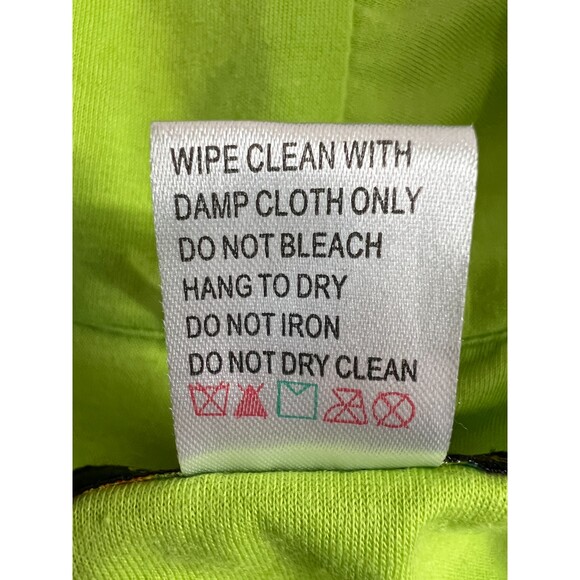 WIPE CLEAN WITH
DAMP CLOTH ONLY
DO NOT BLEACH
HANG TO DRY
DO NOT IRON
DO NOT DRY CLEAN